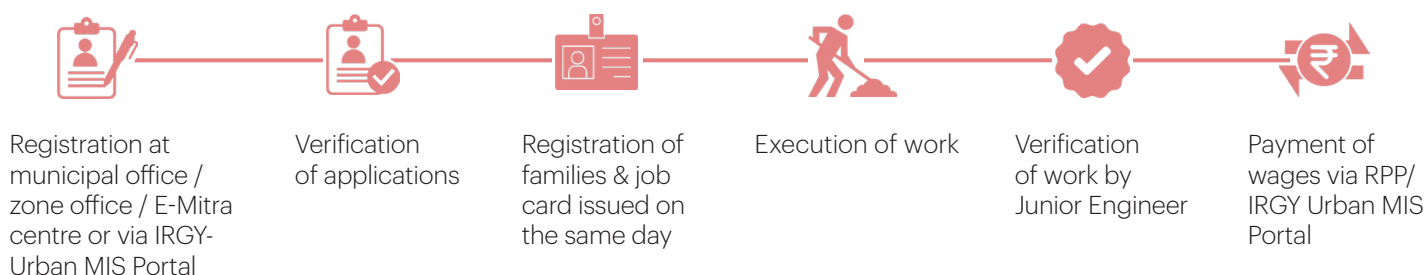 Registration at
municipal office /
zone office / E-Mitra
centre or via IRGY-
Urban MIS Portal
Verification
of applications
Registration of
families & job
card issued on
the same day
Execution of work
Verification
of work by
Junior Engineer
Payment of
wages via RPP/
IRGY Urban MIS
Portal